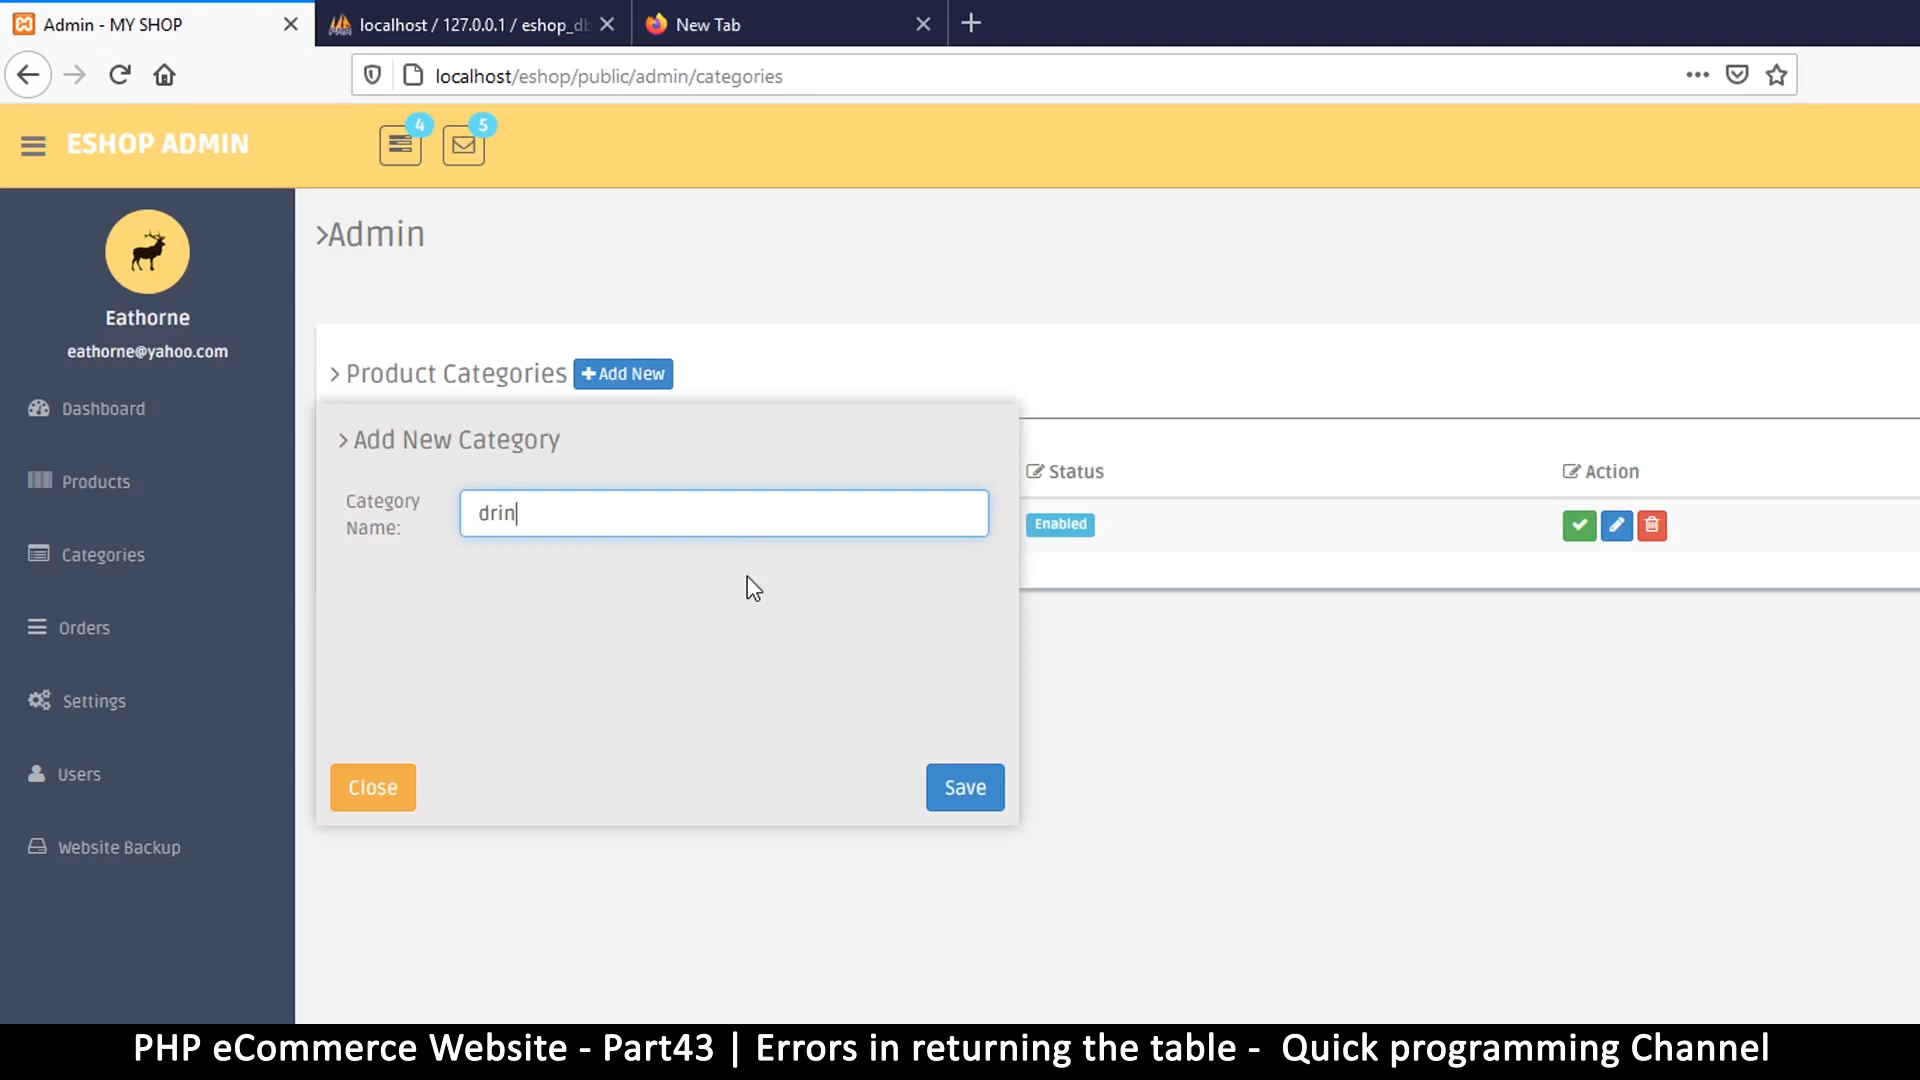 Admin - MY SHOP
localhost / 127.0.0.1 / eshop_db
New Tab
localhost/eshop/public/admin/categories
ESHOP ADMIN
4
5
Eathorne
eathorne@yahoo.com
Dashboard
Products
Categories
Orders
Settings
Users
Website Backup
>Admin
> Product Categories
+Add New
> Add New Category
Category
Name:
drin
Close
Save
Status
Action
Enabled
PHP eCommerce Website - Part43 | Errors in returning the table - Quick programming Channel